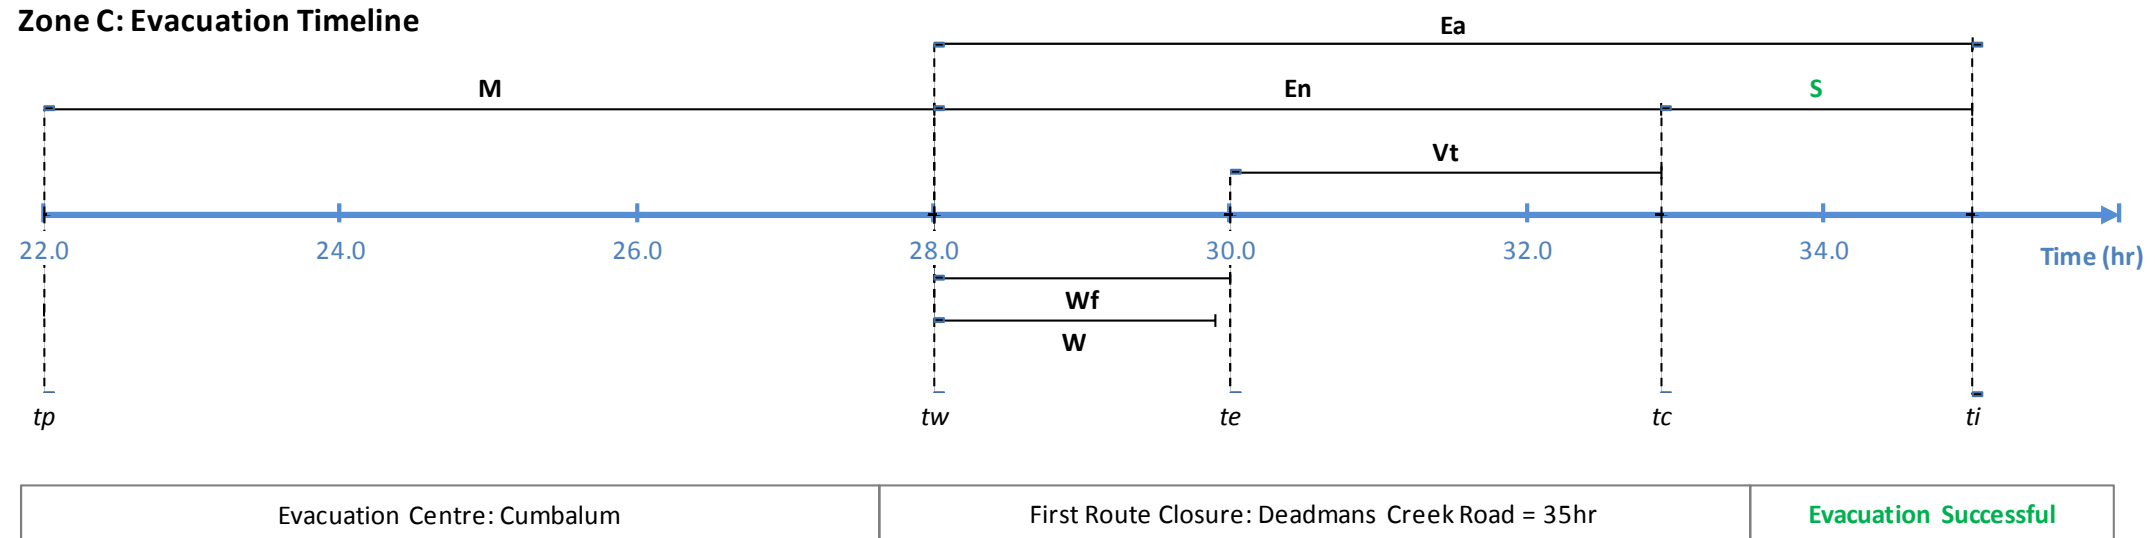 Zone C: Evacuation Timeline
Ea
M En S
Vt
22.0 24.0 26.0 28.0 30.0 32.0 34.0 Time (hr)
Wf
W
tp tw te tc ti
Evacuation Centre: Cumbalum First Route Closure: Deadmans Creek Road = 35hr Evacuation Successful